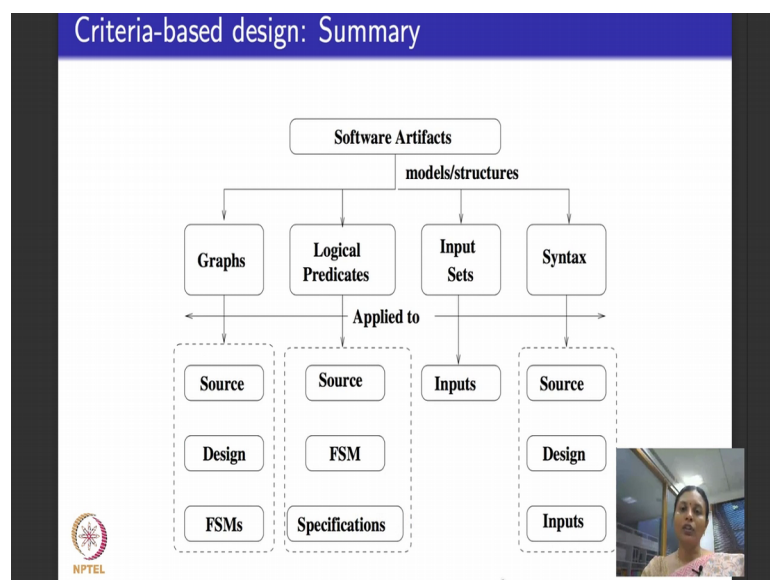 Criteria-based design: Summary
Software Artifacts
models/structures
Graphs
Logical
Predicates
Input
Sets
Syntax
Applied to
Source
Source
Inputs
Source
Design
FSM
Design
FSMs
Specifications
Inputs
NPTEL